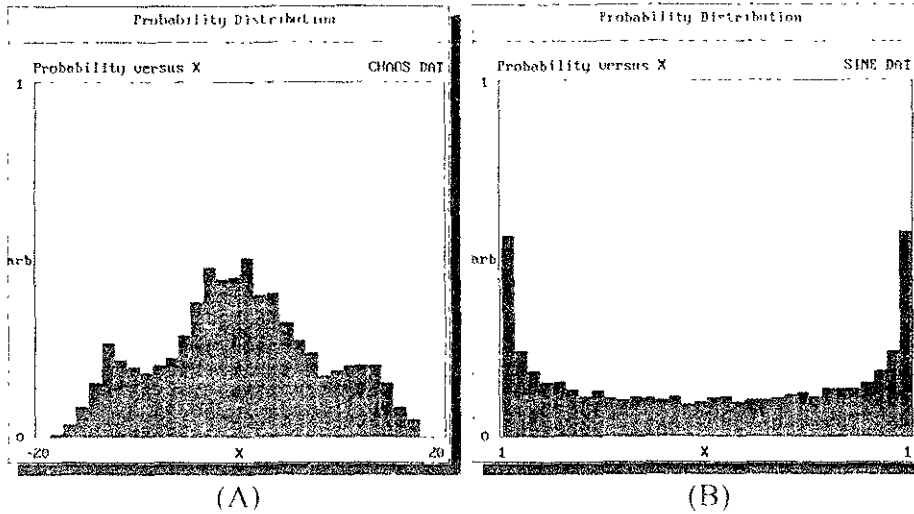 Probability Distribution
Probability versus X CHAOS DAT
1
arb
0
-20 X 20
(A)
Probability Distribution
Probability versus X SINE DAT
1
arb
0
1 X 1
(B)